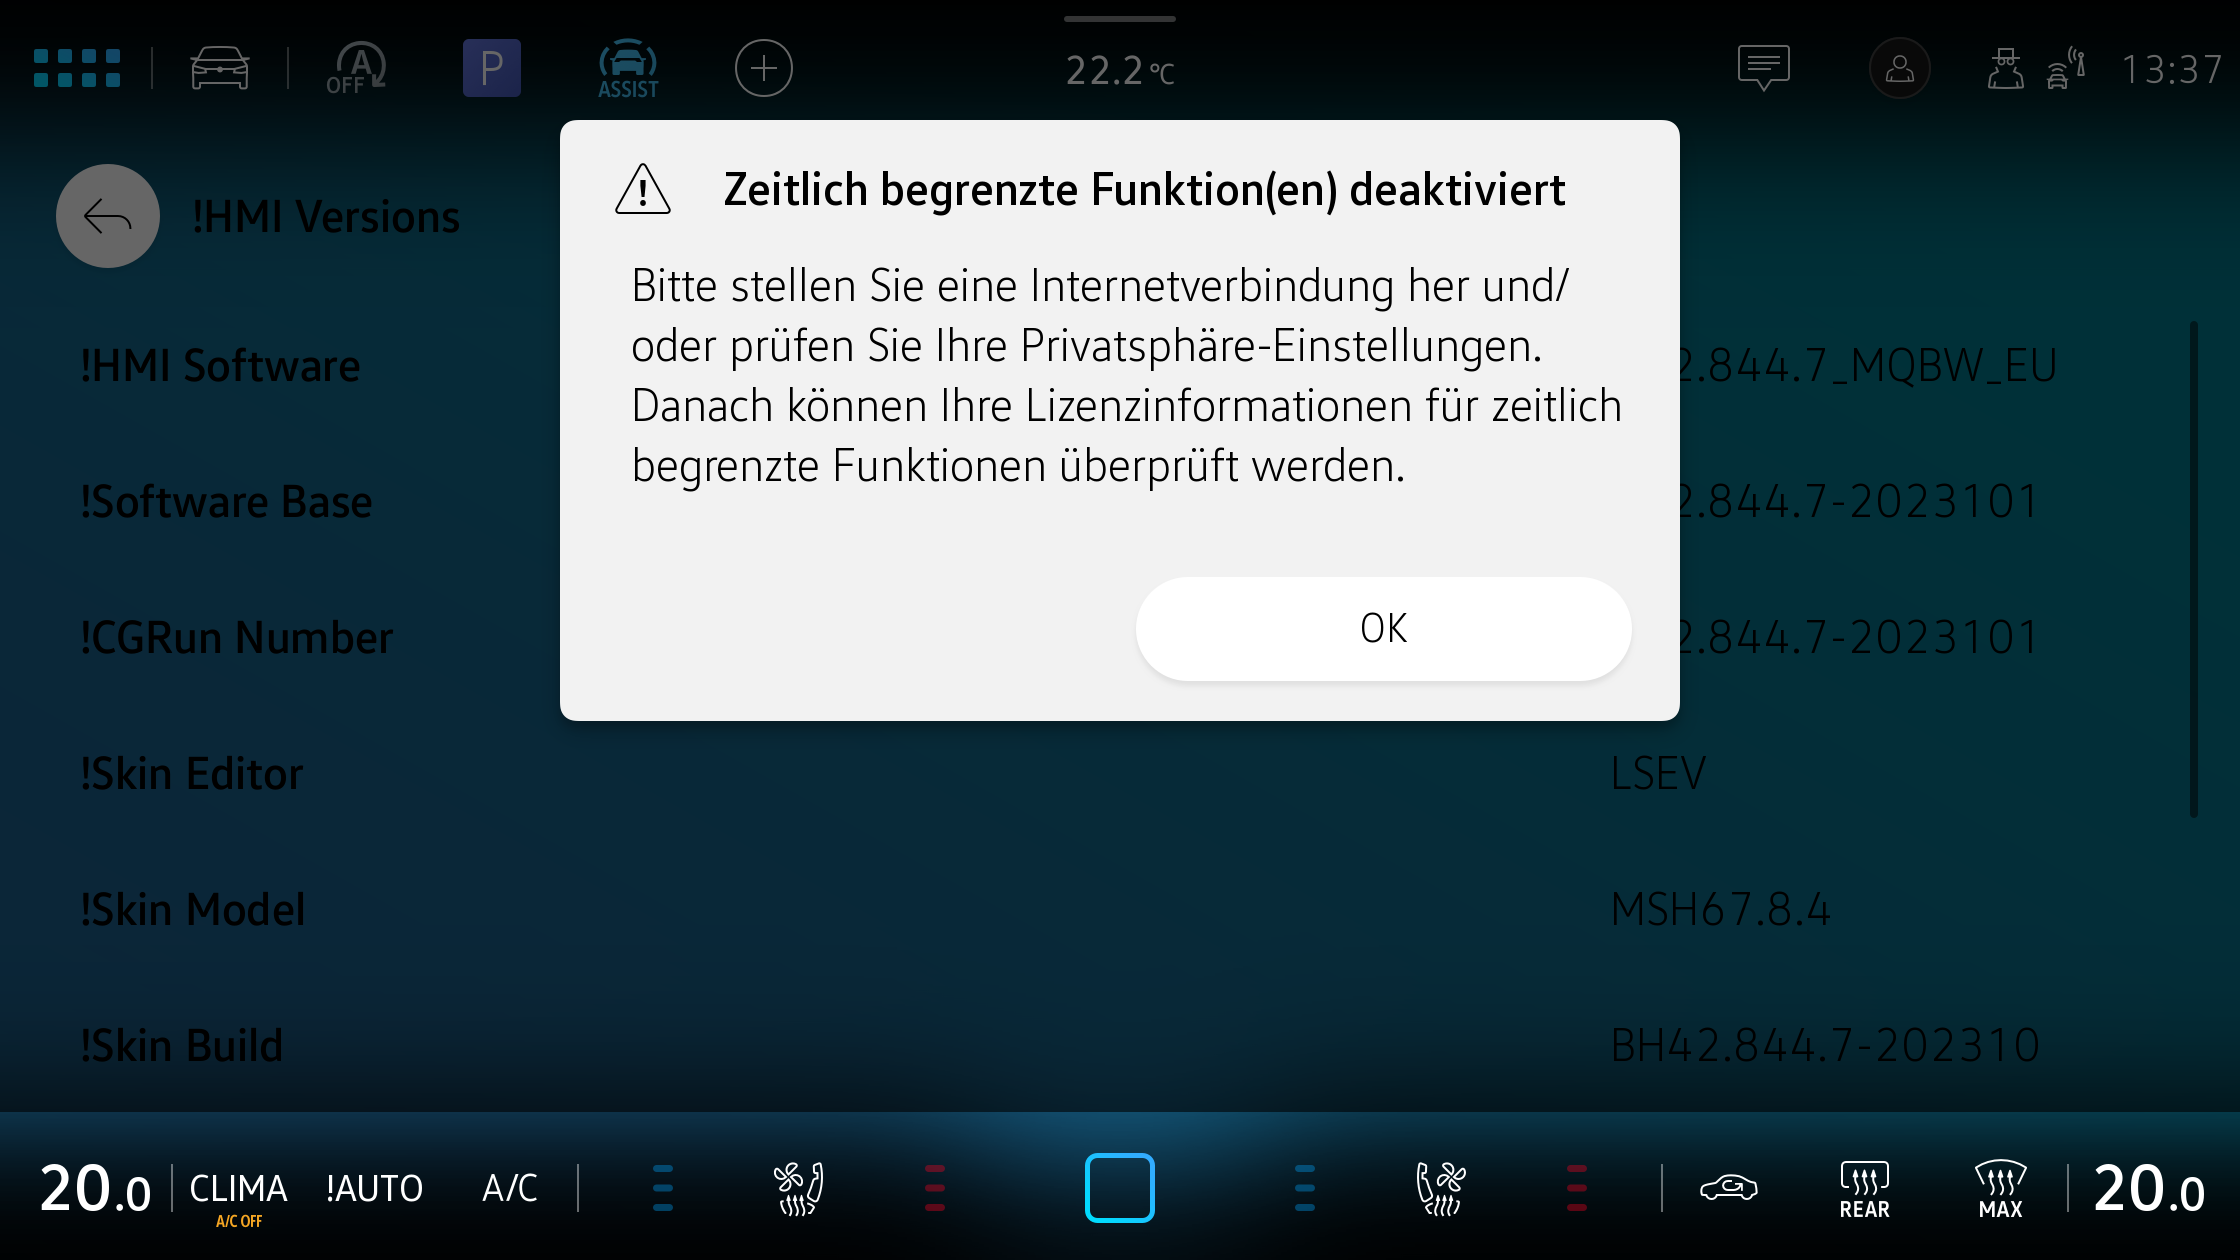 OFF A P ASSIST 22.2 °C 13:37
Zeitlich begrenzte Funktion(en) deaktiviert
Bitte stellen Sie eine Internetverbindung her und/
oder prüfen Sie Ihre Privatsphäre-Einstellungen.
Danach können Ihre Lizenzinformationen für zeitlich
begrenzte Funktionen überprüft werden.
OK
!HMI Versions
!HMI Software 2.844.7_MQBW_EU
!Software Base 2.844.7-2023101
!CGRun Number 2.844.7-2023101
!Skin Editor LSEV
!Skin Model MSH67.8.4
!Skin Build BH42.844.7-202310
20.0 CLIMA !AUTO A/C REAR MAX 20.0
A/C OFF